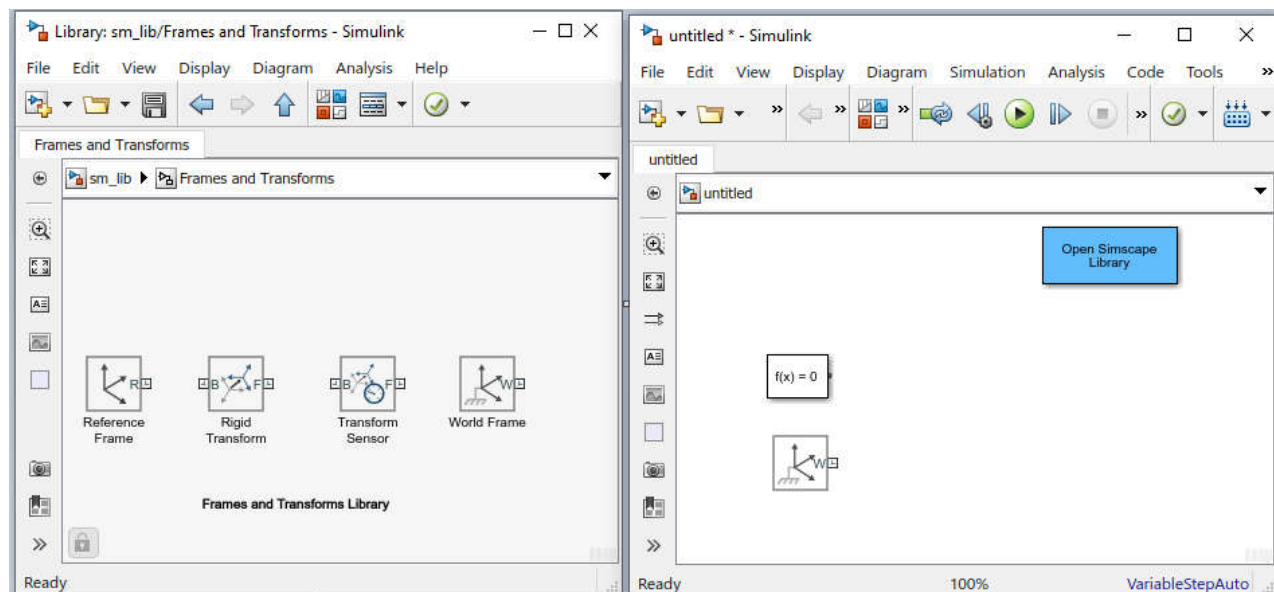 Library: sm_lib/Frames and Transforms - Simulink
File Edit View Display Diagram Analysis Help
Frames and Transforms
sm_lib Frames and Transforms
R
B F
B F
W
Reference
Frame
Rigid
Transform
Transform
Sensor
World Frame
Frames and Transforms Library
Ready
untitled * - Simulink
File Edit View Display Diagram Simulation Analysis Code Tools »
untitled
untitled
Open Simscape
Library
f(x) = 0
W
Ready 100% VariableStepAuto